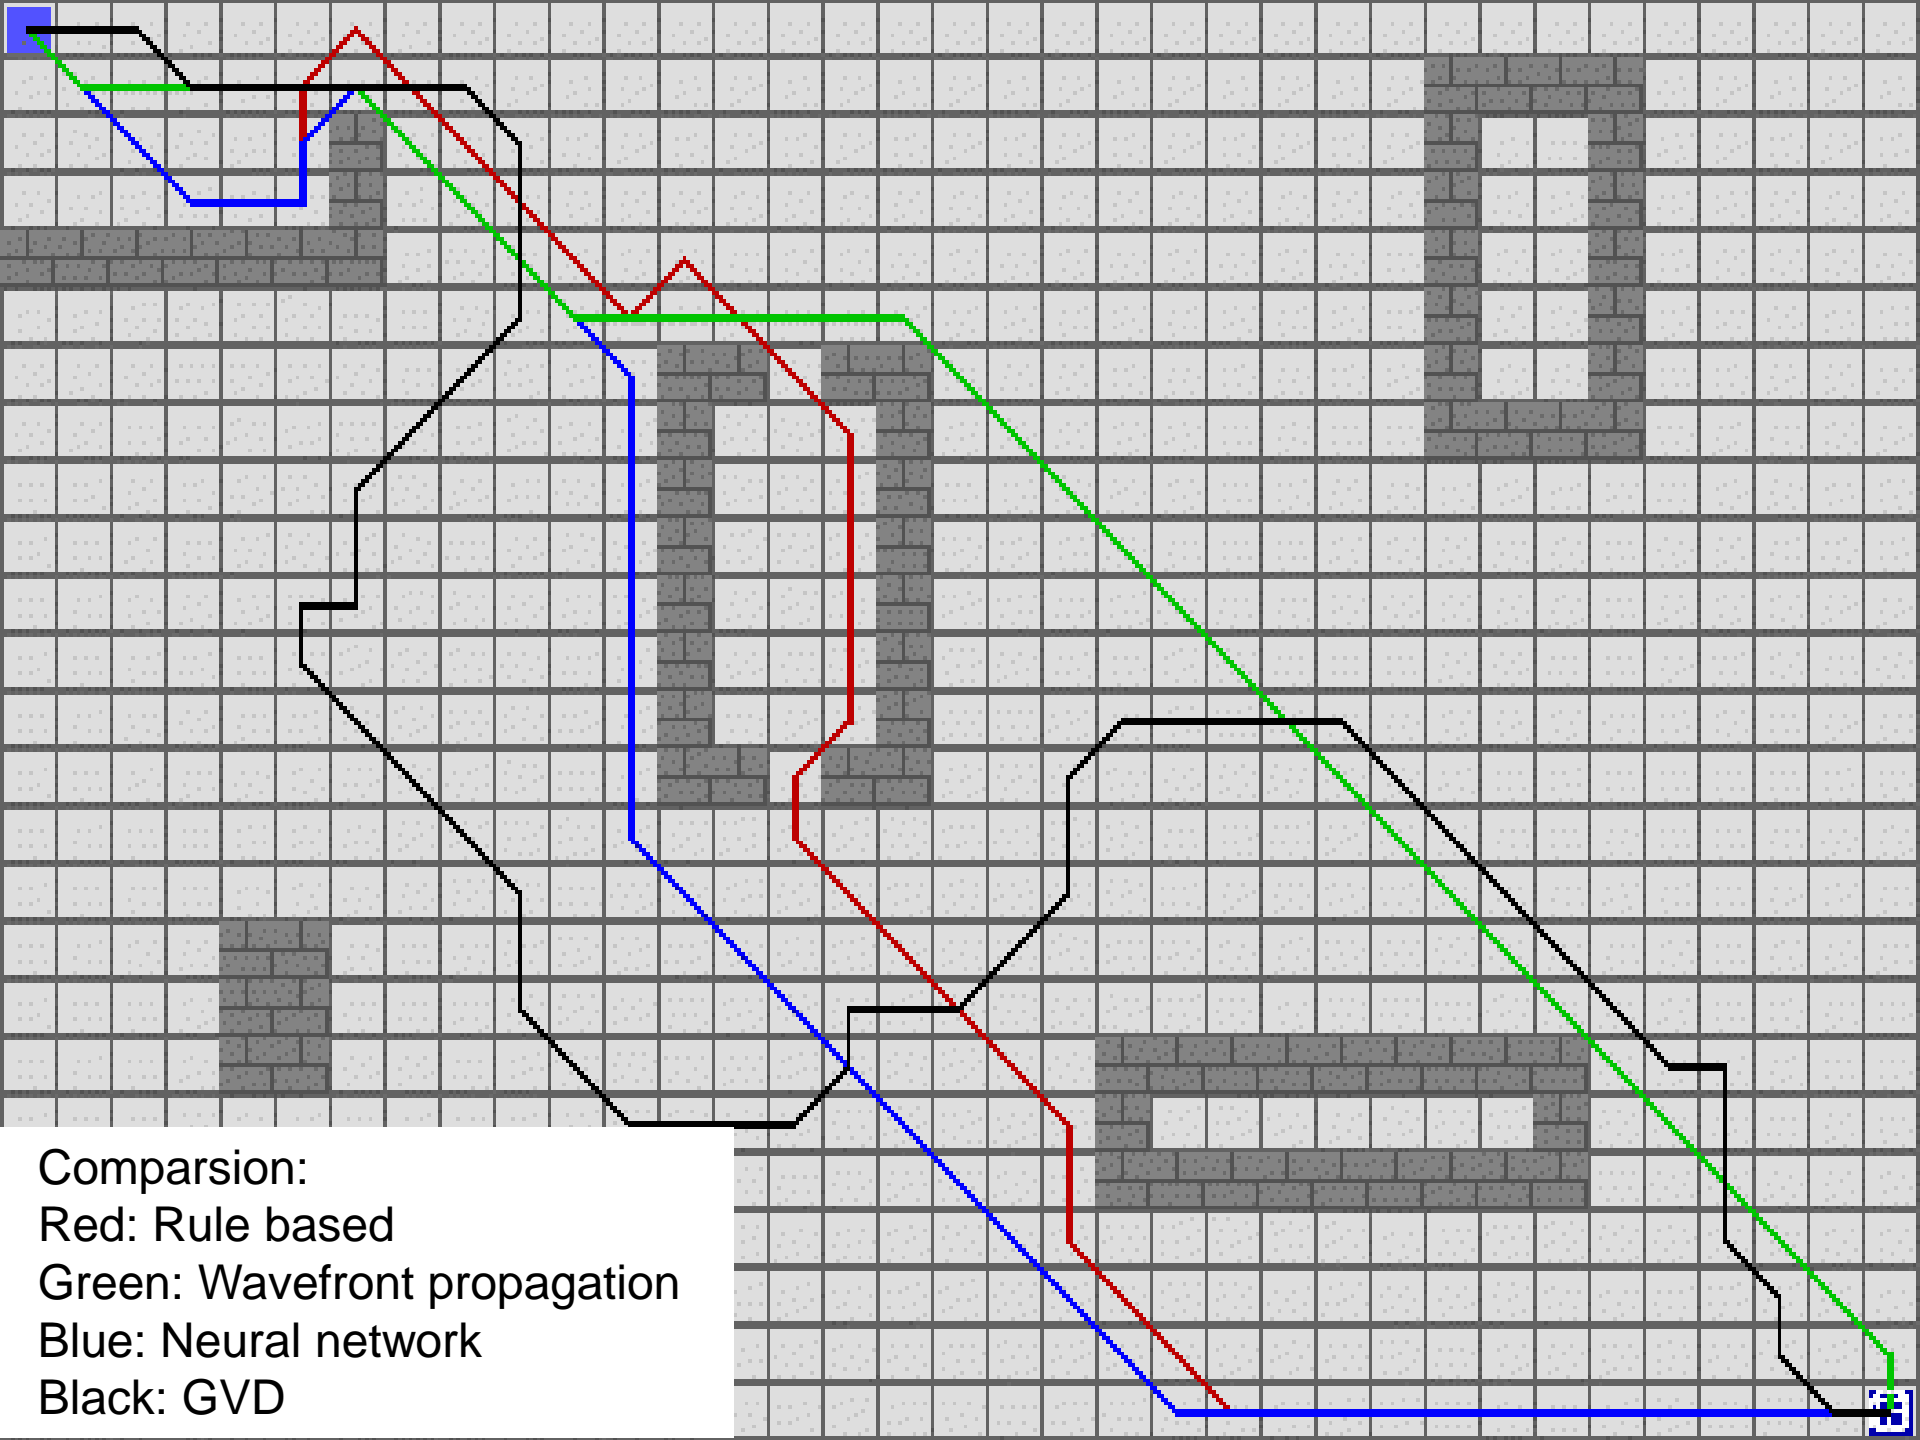 Comparsion:
Red: Rule based
Green: Wavefront propagation
Blue: Neural network
Black: GVD